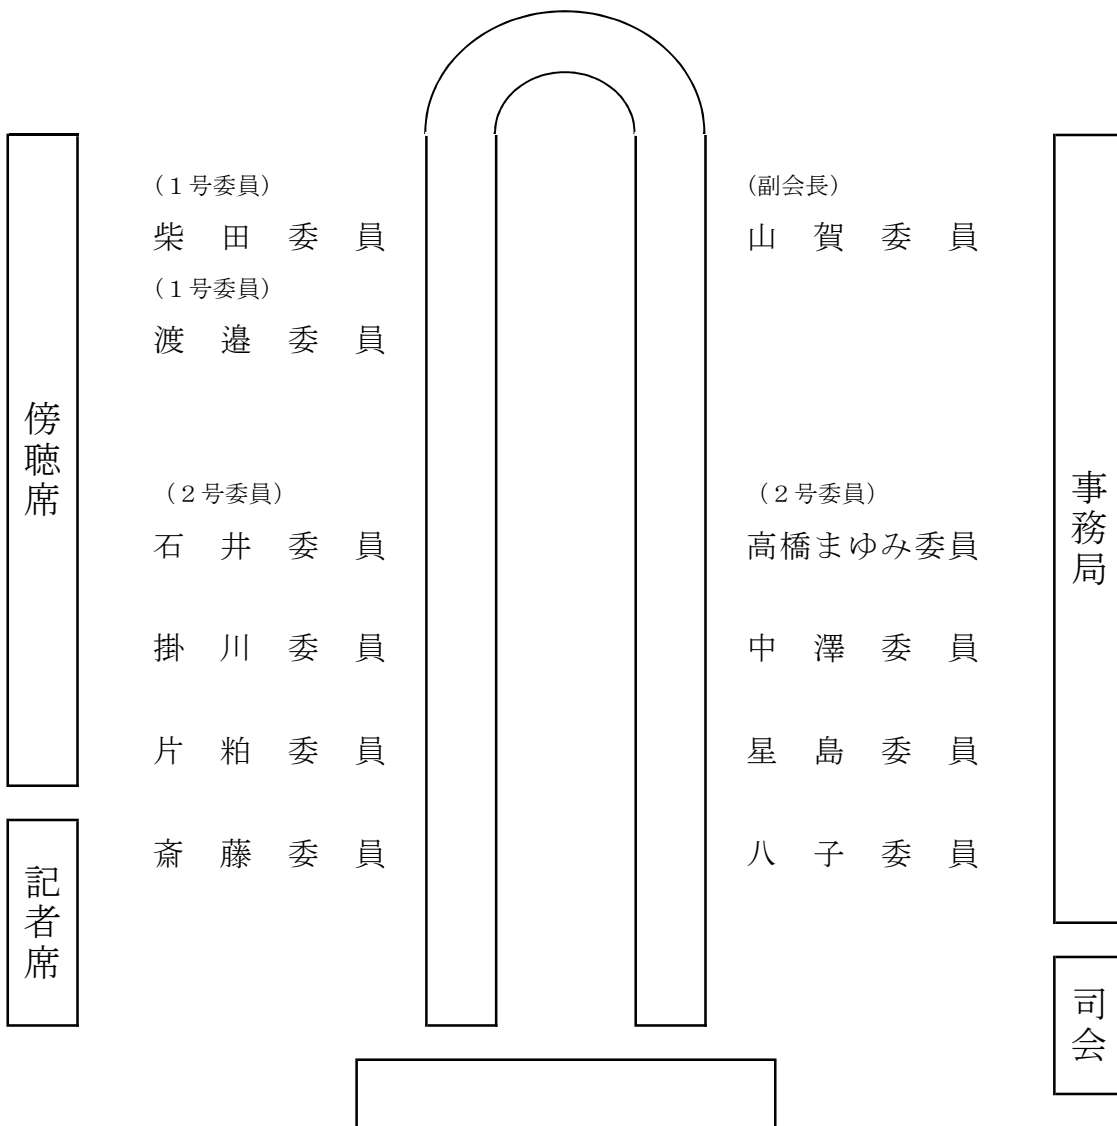 (１号委員)
柴田委員
(１号委員)
渡邉委員
(２号委員)
石井委員
掛川委員
片粕委員
斎藤委員
(副会長)
山賀委員
(２号委員)
高橋まゆみ委員
中澤委員
星島委員
八子委員
傍聴席
記者席
事務局
司会